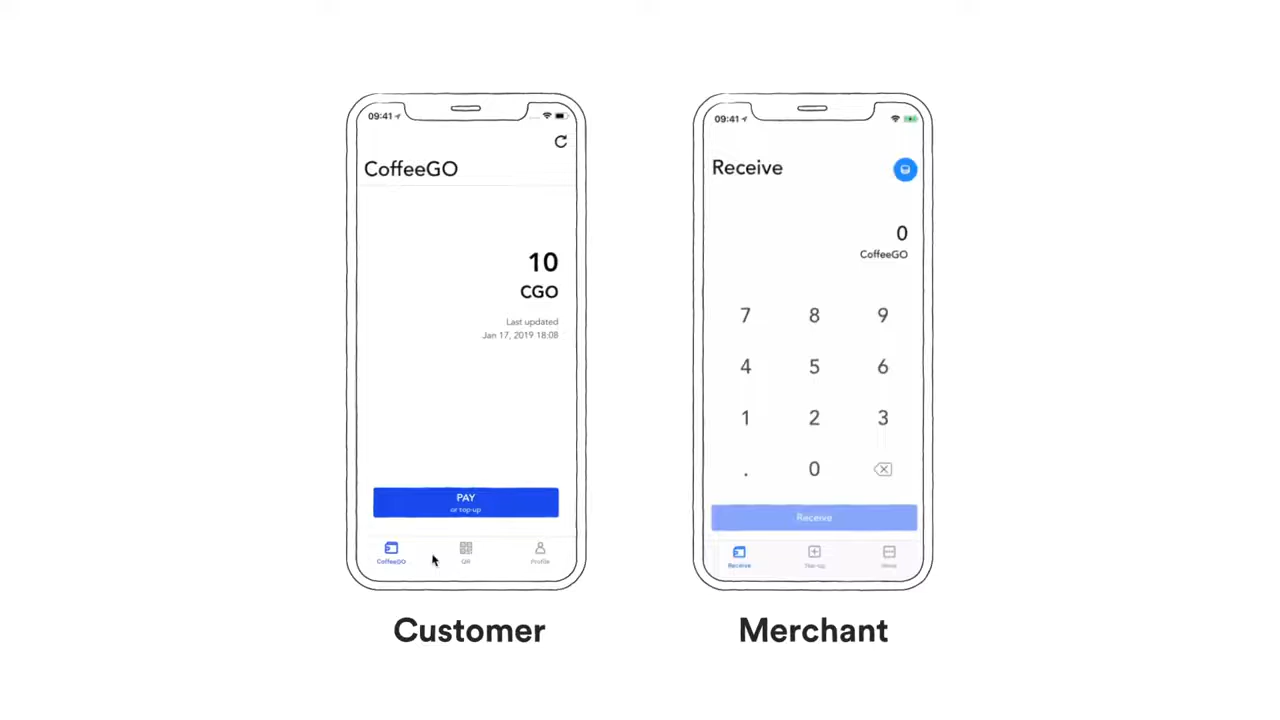 09:41
CoffeeGO
10
CGO
Last updated
Jan 17, 2019 18:08
PAY
or top-up
CoffeeGO
QR
Profile
Customer
09:41
Receive
0
CoffeeGO
7 8 9
4 5 6
1 2 3
. 0
Receive
Receive
Top-up
Merchant